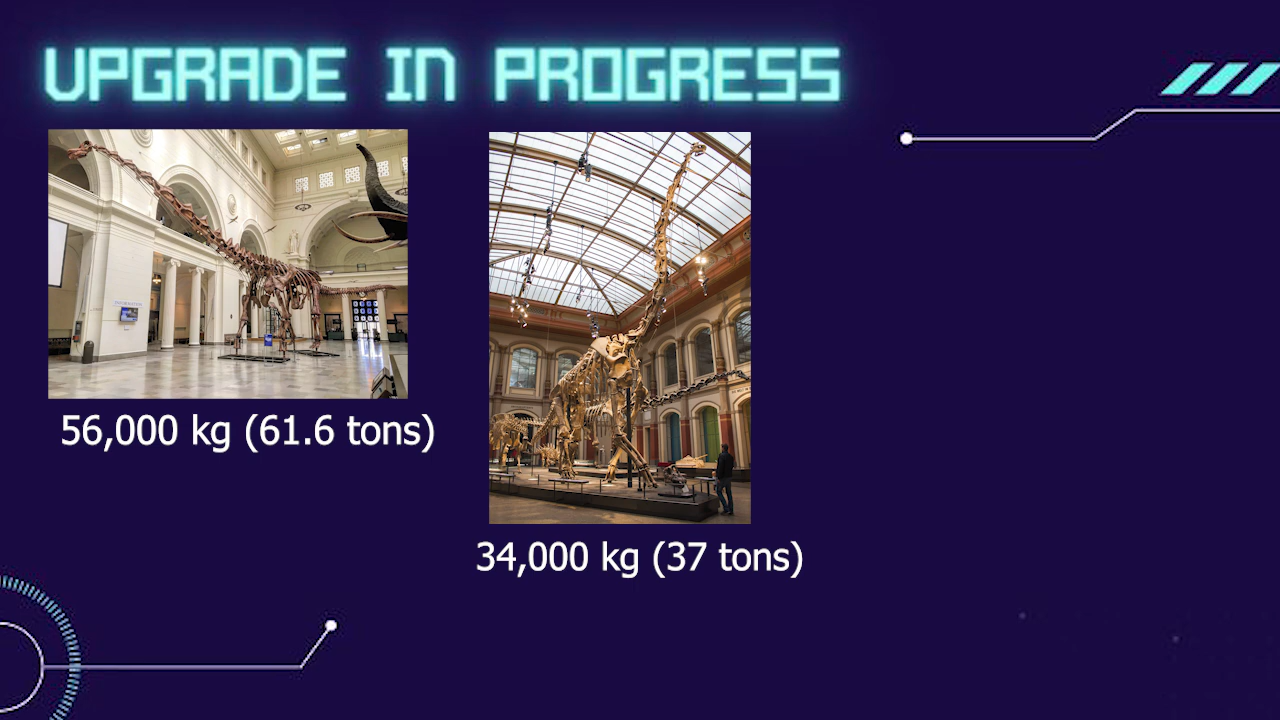 UPGRADE IN PROGRESS
56,000 kg (61.6 tons)
34,000 kg (37 tons)